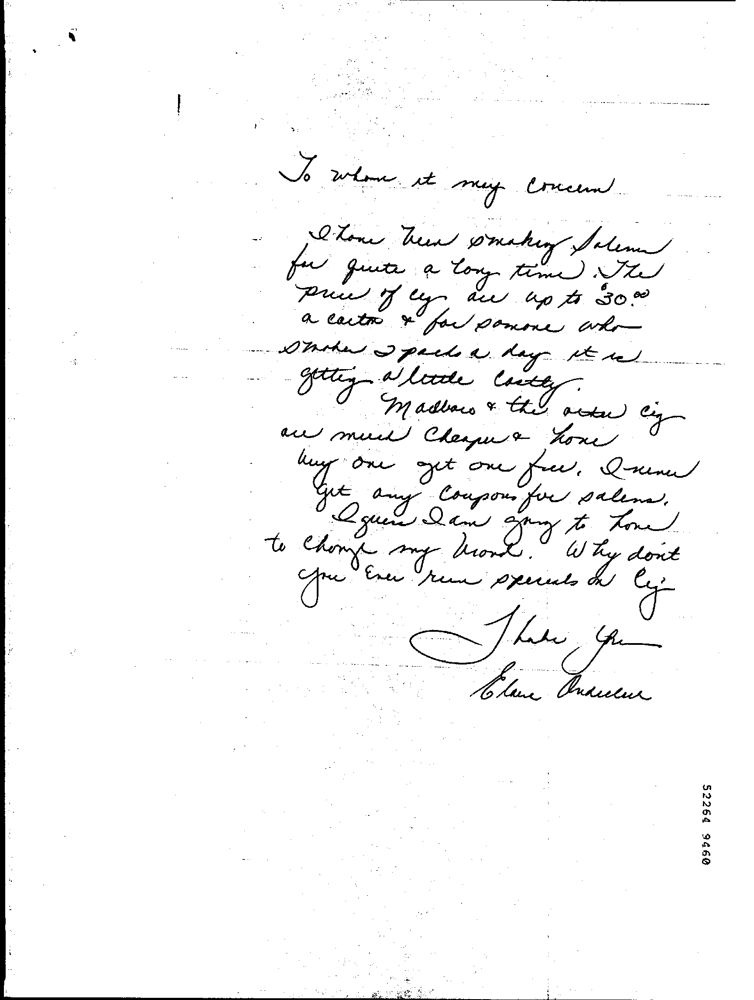 To whom it may concern
I have been smoking Salem
for quite a long time. The
price of cig are up to $30.00
a carton & for somone who
smokes 2 packs a day it is
getting a little costly.
& the other cig
are much cheaper & have
buy one get one free. I never
get any coupons for salems.
I guess I am going to have
to change my brand. Why don't
you ever run specials on Cig
Thank You
Elaine
52264 9460